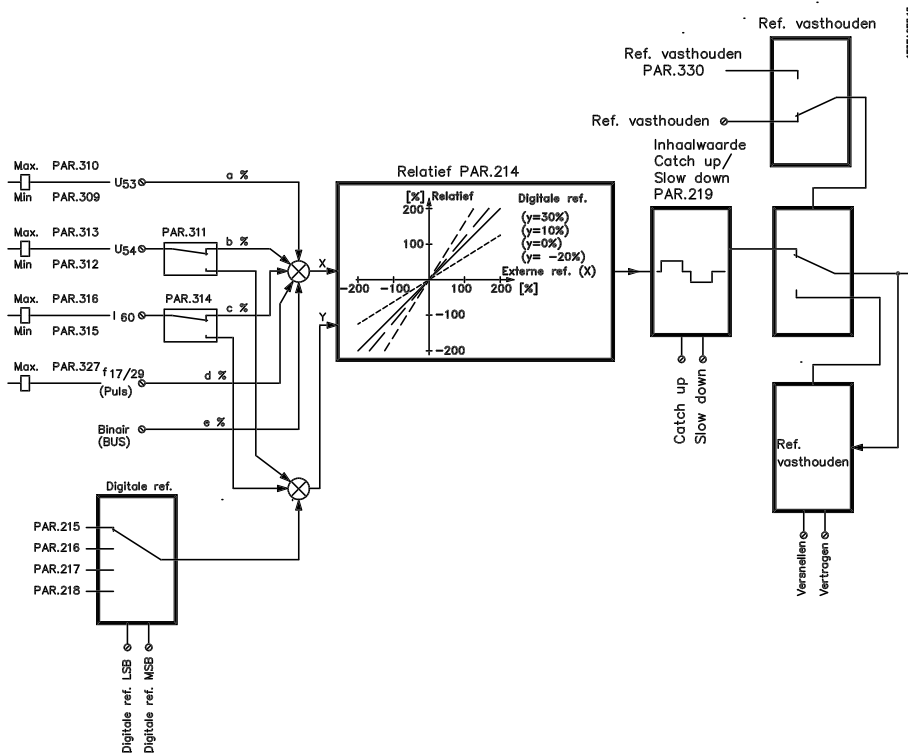 Ref. vasthouden
Ref. vasthouden
PAR.330
Ref. vasthouden
Inhaalwaarde
Catch up/
Slow down
PAR.219
Max. PAR.310
U53
Min PAR.309
a %
Max. PAR.313
U54
Min PAR.312
PAR.311
b %
Max. PAR.316
I 60
Min PAR.315
PAR.314
c %
Max. PAR.327
f 17/29
(Puls)
d %
Binair
(BUS)
e %
X
Y
Relatief PAR.214
[%] Relatief
200
100
-200 -100
100 200
[%]
-100
-200
Digitale ref.
(y=30%)
(y=10%)
(y=0%)
(y= -20%)
Externe ref. (X)
Catch up
Slow down
Ref.
vasthouden
Versnellen
Vertragen
Digitale ref.
PAR.215
PAR.216
PAR.217
PAR.218
Digitale ref. LSB
Digitale ref. MSB